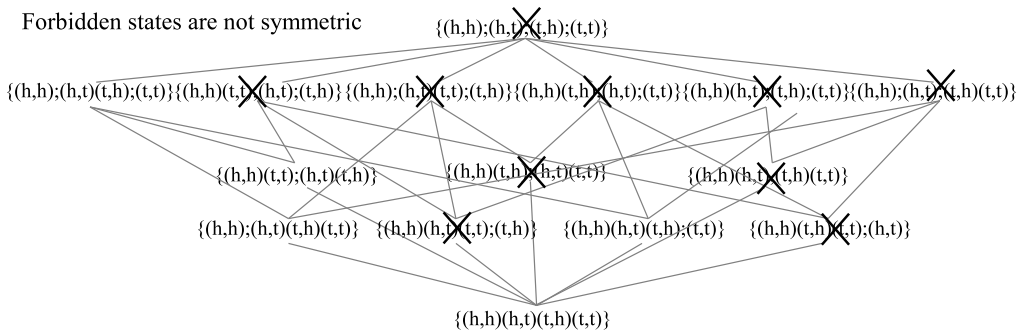 Forbidden states are not symmetric
{(h,h);(h,t);(t,h);(t,t)}
{(h,h);(h,t)(t,h);(t,t)}{(h,h)(t,t);(h,t);(t,h)}{(h,h);(h,t)(t,t);(t,h)}{(h,h)(t,h);(h,t);(t,t)}{(h,h)(h,t);(t,h);(t,t)}{(h,h);(h,t);(t,h)(t,t)}
{(h,h)(t,t);(h,t)(t,h)} {(h,h)(t,h);(h,t)(t,t)} {(h,h)(h,t);(t,h)(t,t)}
{(h,h);(h,t)(t,h)(t,t)} {(h,h)(h,t)(t,t);(t,h)} {(h,h)(h,t)(t,h);(t,t)} {(h,h)(t,h)(t,t);(h,t)}
{(h,h)(h,t)(t,h)(t,t)}